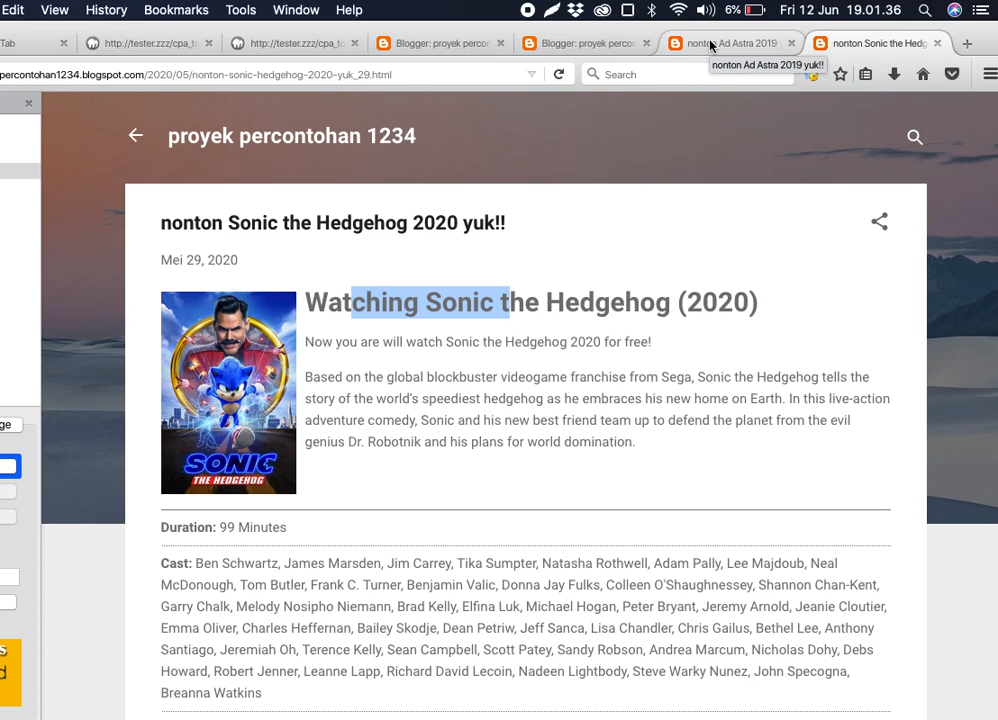 Edit View History Bookmarks Tools Window Help 6% Fri 12 Jun 19.01.36
Tab http://tester.zzz/cpa_t http://tester.zzz/cpa_t Blogger: proyek percont Blogger: proyek percont nonton Ad Astra 2019 nonton Sonic the Hedg
percontohan1234.blogspot.com/2020/05/nonton-sonic-hedgehog-2020-yuk_29.html Search
nonton Ad Astra 2019 yuk!!
proyek percontohan 1234
nonton Sonic the Hedgehog 2020 yuk!!
Mei 29, 2020
Watching Sonic the Hedgehog (2020)
Now you are will watch Sonic the Hedgehog 2020 for free!
Based on the global blockbuster videogame franchise from Sega, Sonic the Hedgehog tells the
story of the world's speediest hedgehog as he embraces his new home on Earth. In this live-action
adventure comedy, Sonic and his new best friend team up to defend the planet from the evil
genius Dr. Robotnik and his plans for world domination.
SONIC
THE HEDGEHOG
Duration: 99 Minutes
Cast: Ben Schwartz, James Marsden, Jim Carrey, Tika Sumpter, Natasha Rothwell, Adam Pally, Lee Majdoub, Neal
McDonough, Tom Butler, Frank C. Turner, Benjamin Valic, Donna Jay Fulks, Colleen O'Shaughnessey, Shannon Chan-Kent,
Garry Chalk, Melody Nosipho Niemann, Brad Kelly, Elfina Luk, Michael Hogan, Peter Bryant, Jeremy Arnold, Jeanie Cloutier,
Emma Oliver, Charles Heffernan, Bailey Skodje, Dean Petriw, Jeff Sanca, Lisa Chandler, Chris Gailus, Bethel Lee, Anthony
Santiago, Jeremiah Oh, Terence Kelly, Sean Campbell, Scott Patey, Sandy Robson, Andrea Marcum, Nicholas Dohy, Debs
Howard, Robert Jenner, Leanne Lapp, Richard David Lecoin, Nadeen Lightbody, Steve Warky Nunez, John Specogna,
Breanna Watkins